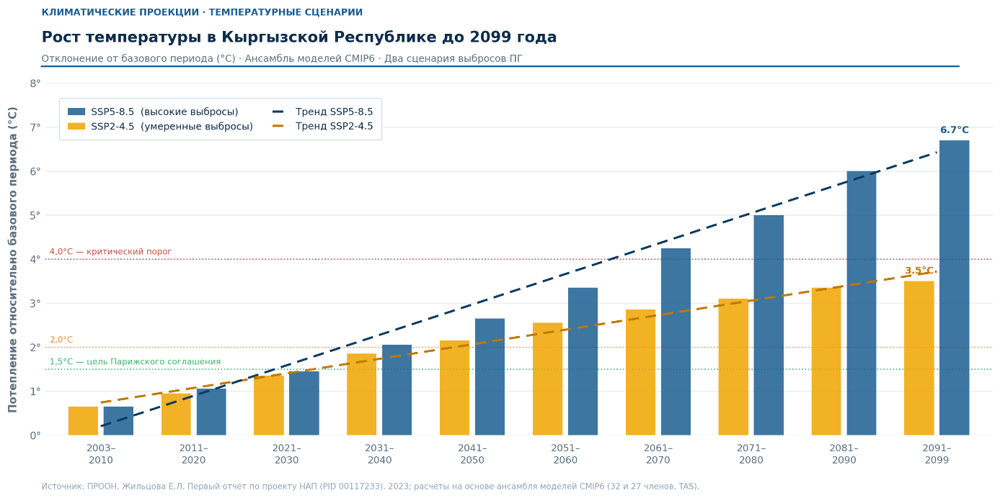 КЛИМАТИЧЕСКИЕ ПРОЕКЦИИ · ТЕМПЕРАТУРНЫЕ СЦЕНАРИИ
Рост температуры в Кыргызской Республике до 2099 года
Отклонение от базового периода (°C) · Ансамбль моделей CMIP6 · Два сценария выбросов ПГ
Потепление относительно базового периода (°C)
8°
7°
6°
5°
4°
3°
2°
1°
0°
SSP5-8.5 (высокие выбросы)
SSP2-4.5 (умеренные выбросы)
Тренд SSP5-8.5
Тренд SSP2-4.5
6.7°C
3.5°C
4,0°C — критический порог
2,0°C
1,5°C — цель Парижского соглашения
2003–
2010
2011–
2020
2021–
2030
2031–
2040
2041–
2050
2051–
2060
2061–
2070
2071–
2080
2081–
2090
2091–
2099
Источник: ПРООН. Жильцова Е.Л. Первый отчёт по проекту НАП (PID 00117233). 2023; расчёты на основе ансамбля моделей CMIP6 (32 и 27 членов, TAS).